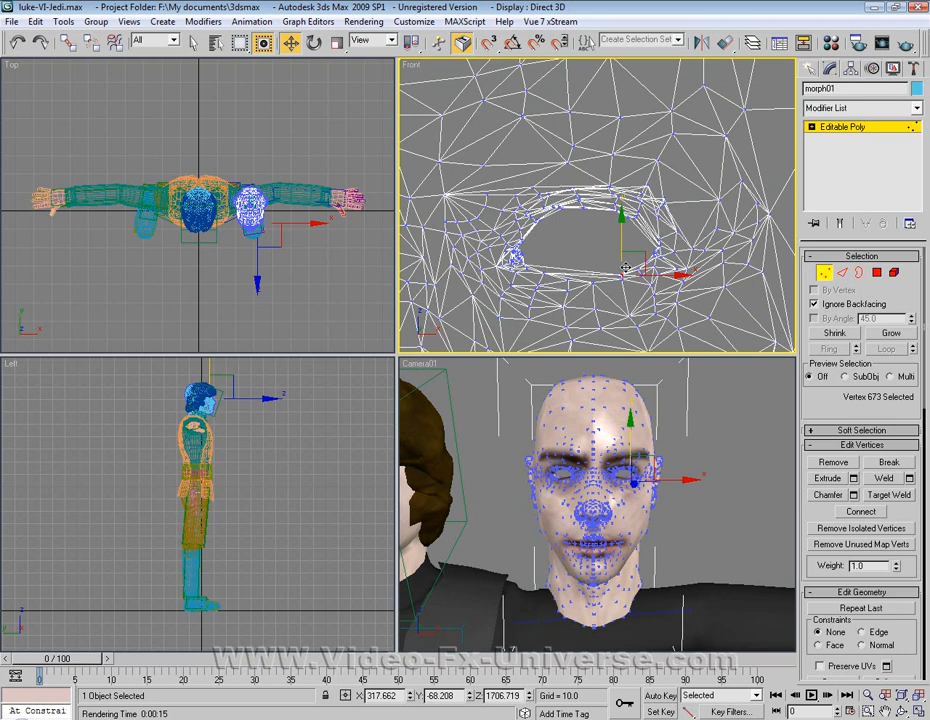 luke-VI-Jedi.max - Project Folder: F:\My documents\3dsmax - Autodesk 3ds Max 2009 SP1 - Unregistered Version - Display : Direct 3D
File Edit Tools Group Views Create Modifiers Animation Graph Editors Rendering Customize MAXScript Help Vue 7 xStream
All View Create Selection Set
Top
Front
morph01
Modifier List
Editable Poly
Selection
By Vertex
Ignore Backfacing
By Angle: 45.0
Shrink Grow
Ring Loop
Preview Selection
Off SubObj Multi
Vertex 673 Selected
Soft Selection
Edit Vertices
Remove Break
Extrude Weld
Chamfer Target Weld
Connect
Remove Isolated Vertices
Remove Unused Map Verts
Weight: 1.0
Edit Geometry
Repeat Last
Constraints
None Edge
Face Normal
Preserve UVs
Left
Camera01
www.Video-Fx-Universe.com
0 / 100
0 5 10 15 20 25 30 35 40 45 50 55 60 65 70 75 80 85 90 95 100
1 Object Selected X: 317.662 Y: -68.208 Z: 1706.719 Grid = 10.0 Auto Key Selected
At Constrai Rendering Time 0:00:15 Add Time Tag Set Key Key Filters... 0